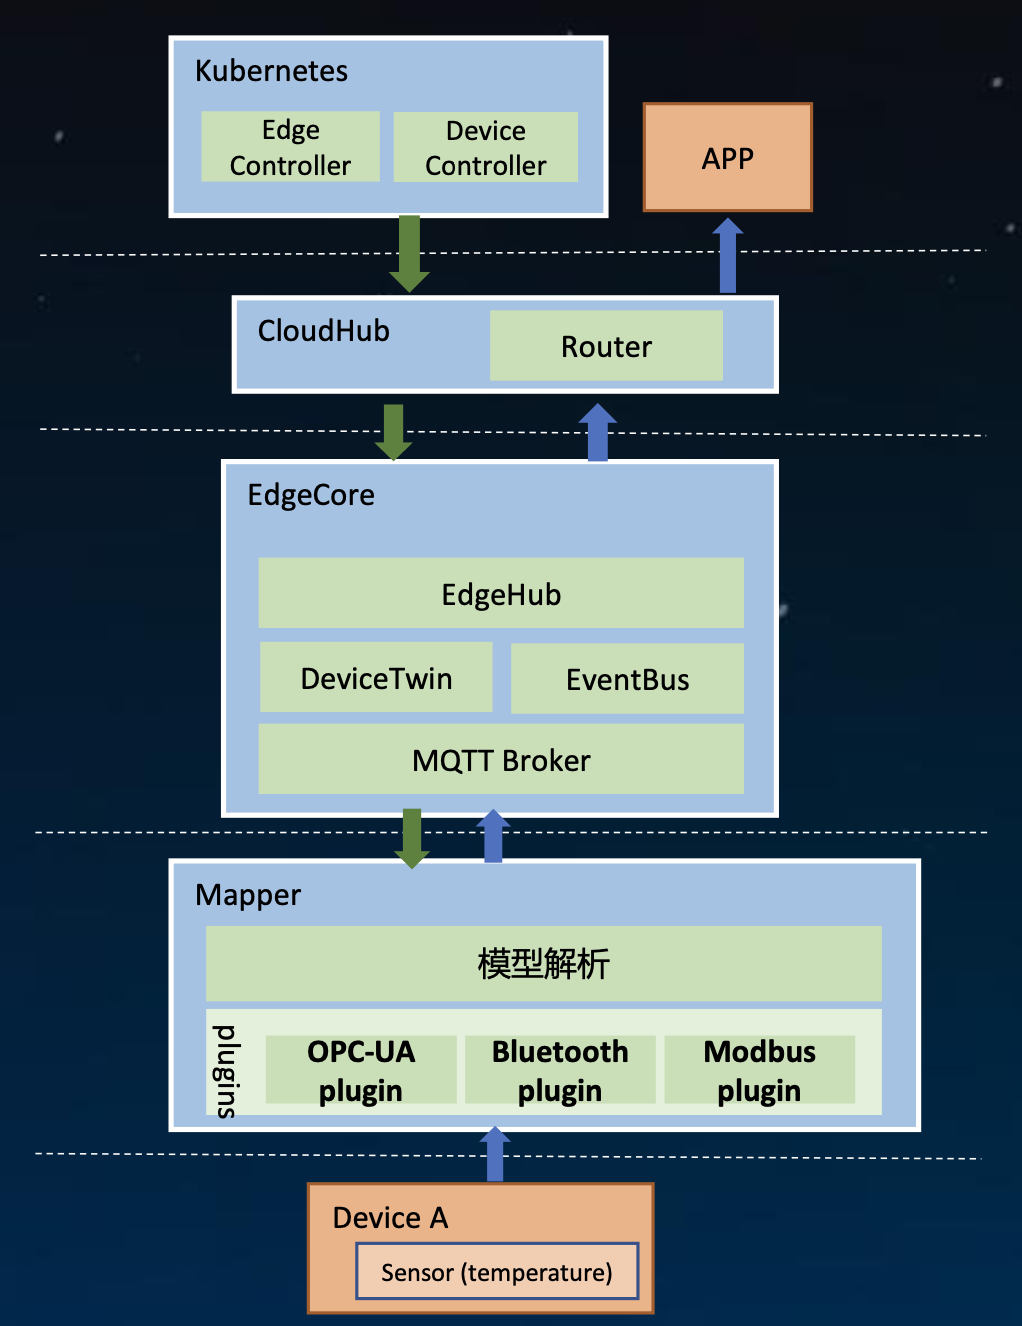 Kubernetes
Edge
Controller
Device
Controller
APP
CloudHub
Router
EdgeCore
EdgeHub
DeviceTwin
EventBus
MQTT Broker
Mapper
模型解析
plugins
OPC-UA
plugin
Bluetooth
plugin
Modbus
plugin
Device A
Sensor (temperature)